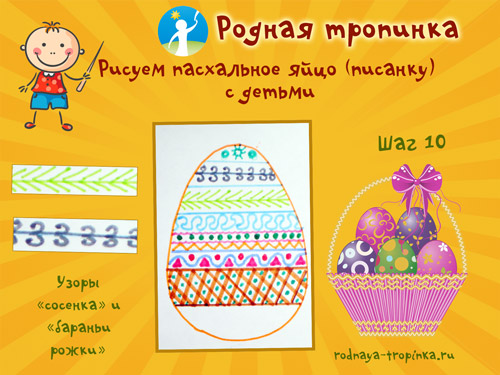 Родная тропинка
Рисуем пасхальное яйцо (писанку)
с детьми
Шаг 10
Узоры
«сосенка» и
«бараньи
рожки»
rodnaya-tropinka.ru